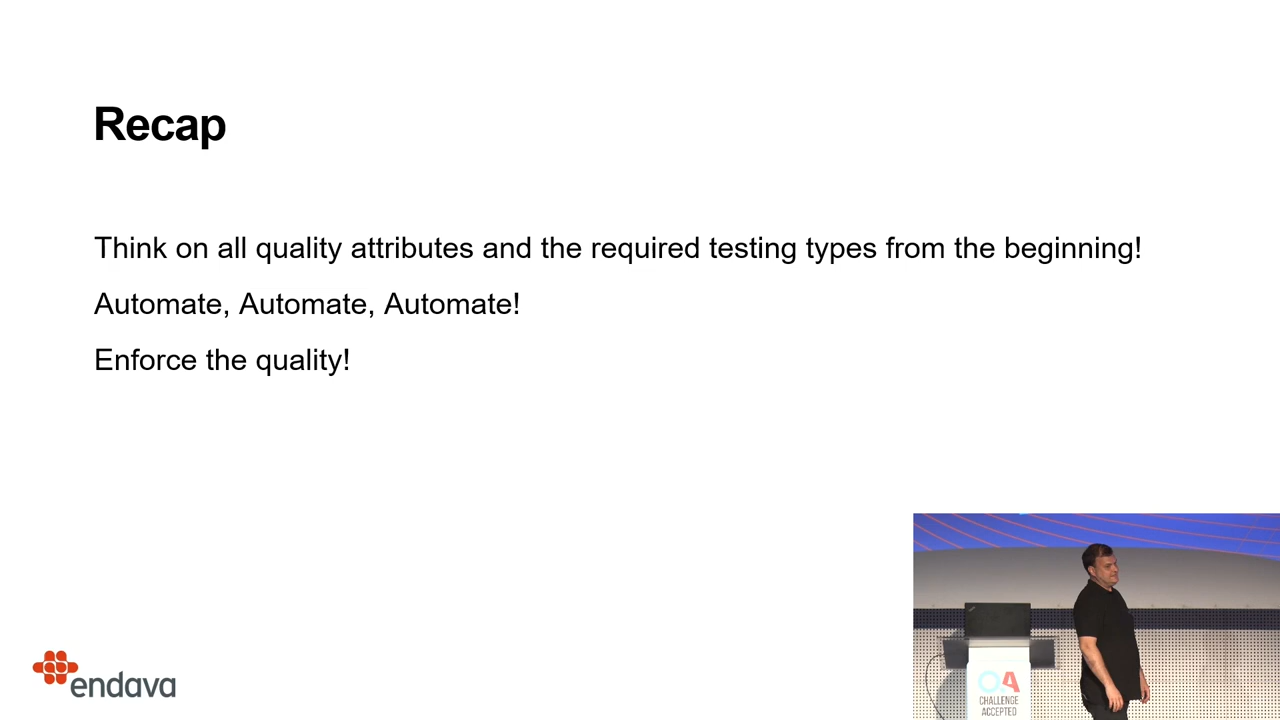 Recap
Think on all quality attributes and the required testing types from the beginning!
Automate, Automate, Automate!
Enforce the quality!
endava
QA
CHALLENGE
ACCEPTED